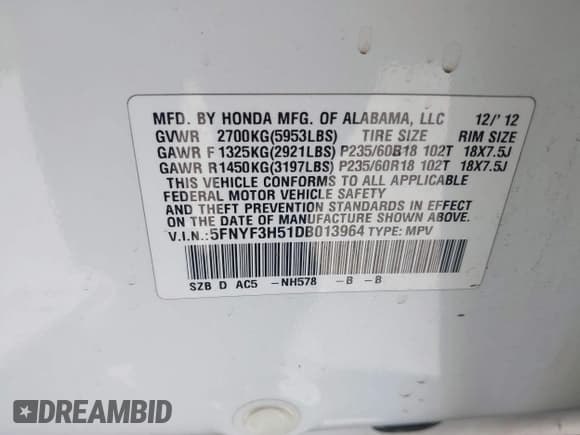 MFD. BY HONDA MFG. OF ALABAMA, LLC 12/' 12
GVWR 2700KG(5953LBS) TIRE SIZE RIM SIZE
GAWR F 1325KG(2921LBS) P235/60R18 102T 18X7.5J
GAWR R 1450KG(3197LBS) P235/60R18 102T 18X7.5J
THIS VEHICLE CONFORMS TO ALL APPLICABLE
FEDERAL MOTOR VEHICLE SAFETY
AND THEFT PREVENTION STANDARDS IN EFFECT
ON THE DATE OF MANUFACTURE SHOWN ABOVE.
V.I.N.:5FNYF3H51DB013964 TYPE: MPV
SZB D AC5 -NH578 -B -B
DREAMBID